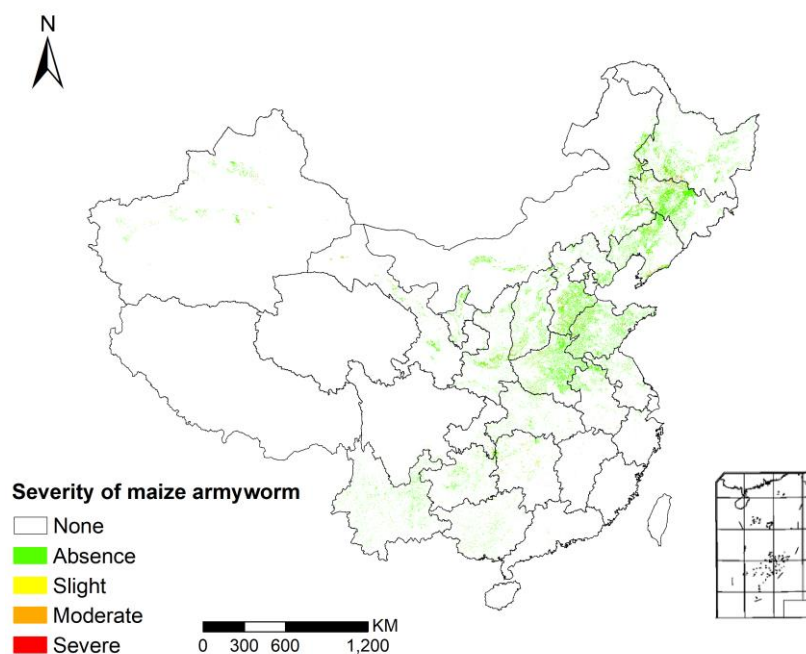 N
Severity of maize armyworm
None
Absence
Slight
Moderate
Severe
KM
0 300 600 1,200